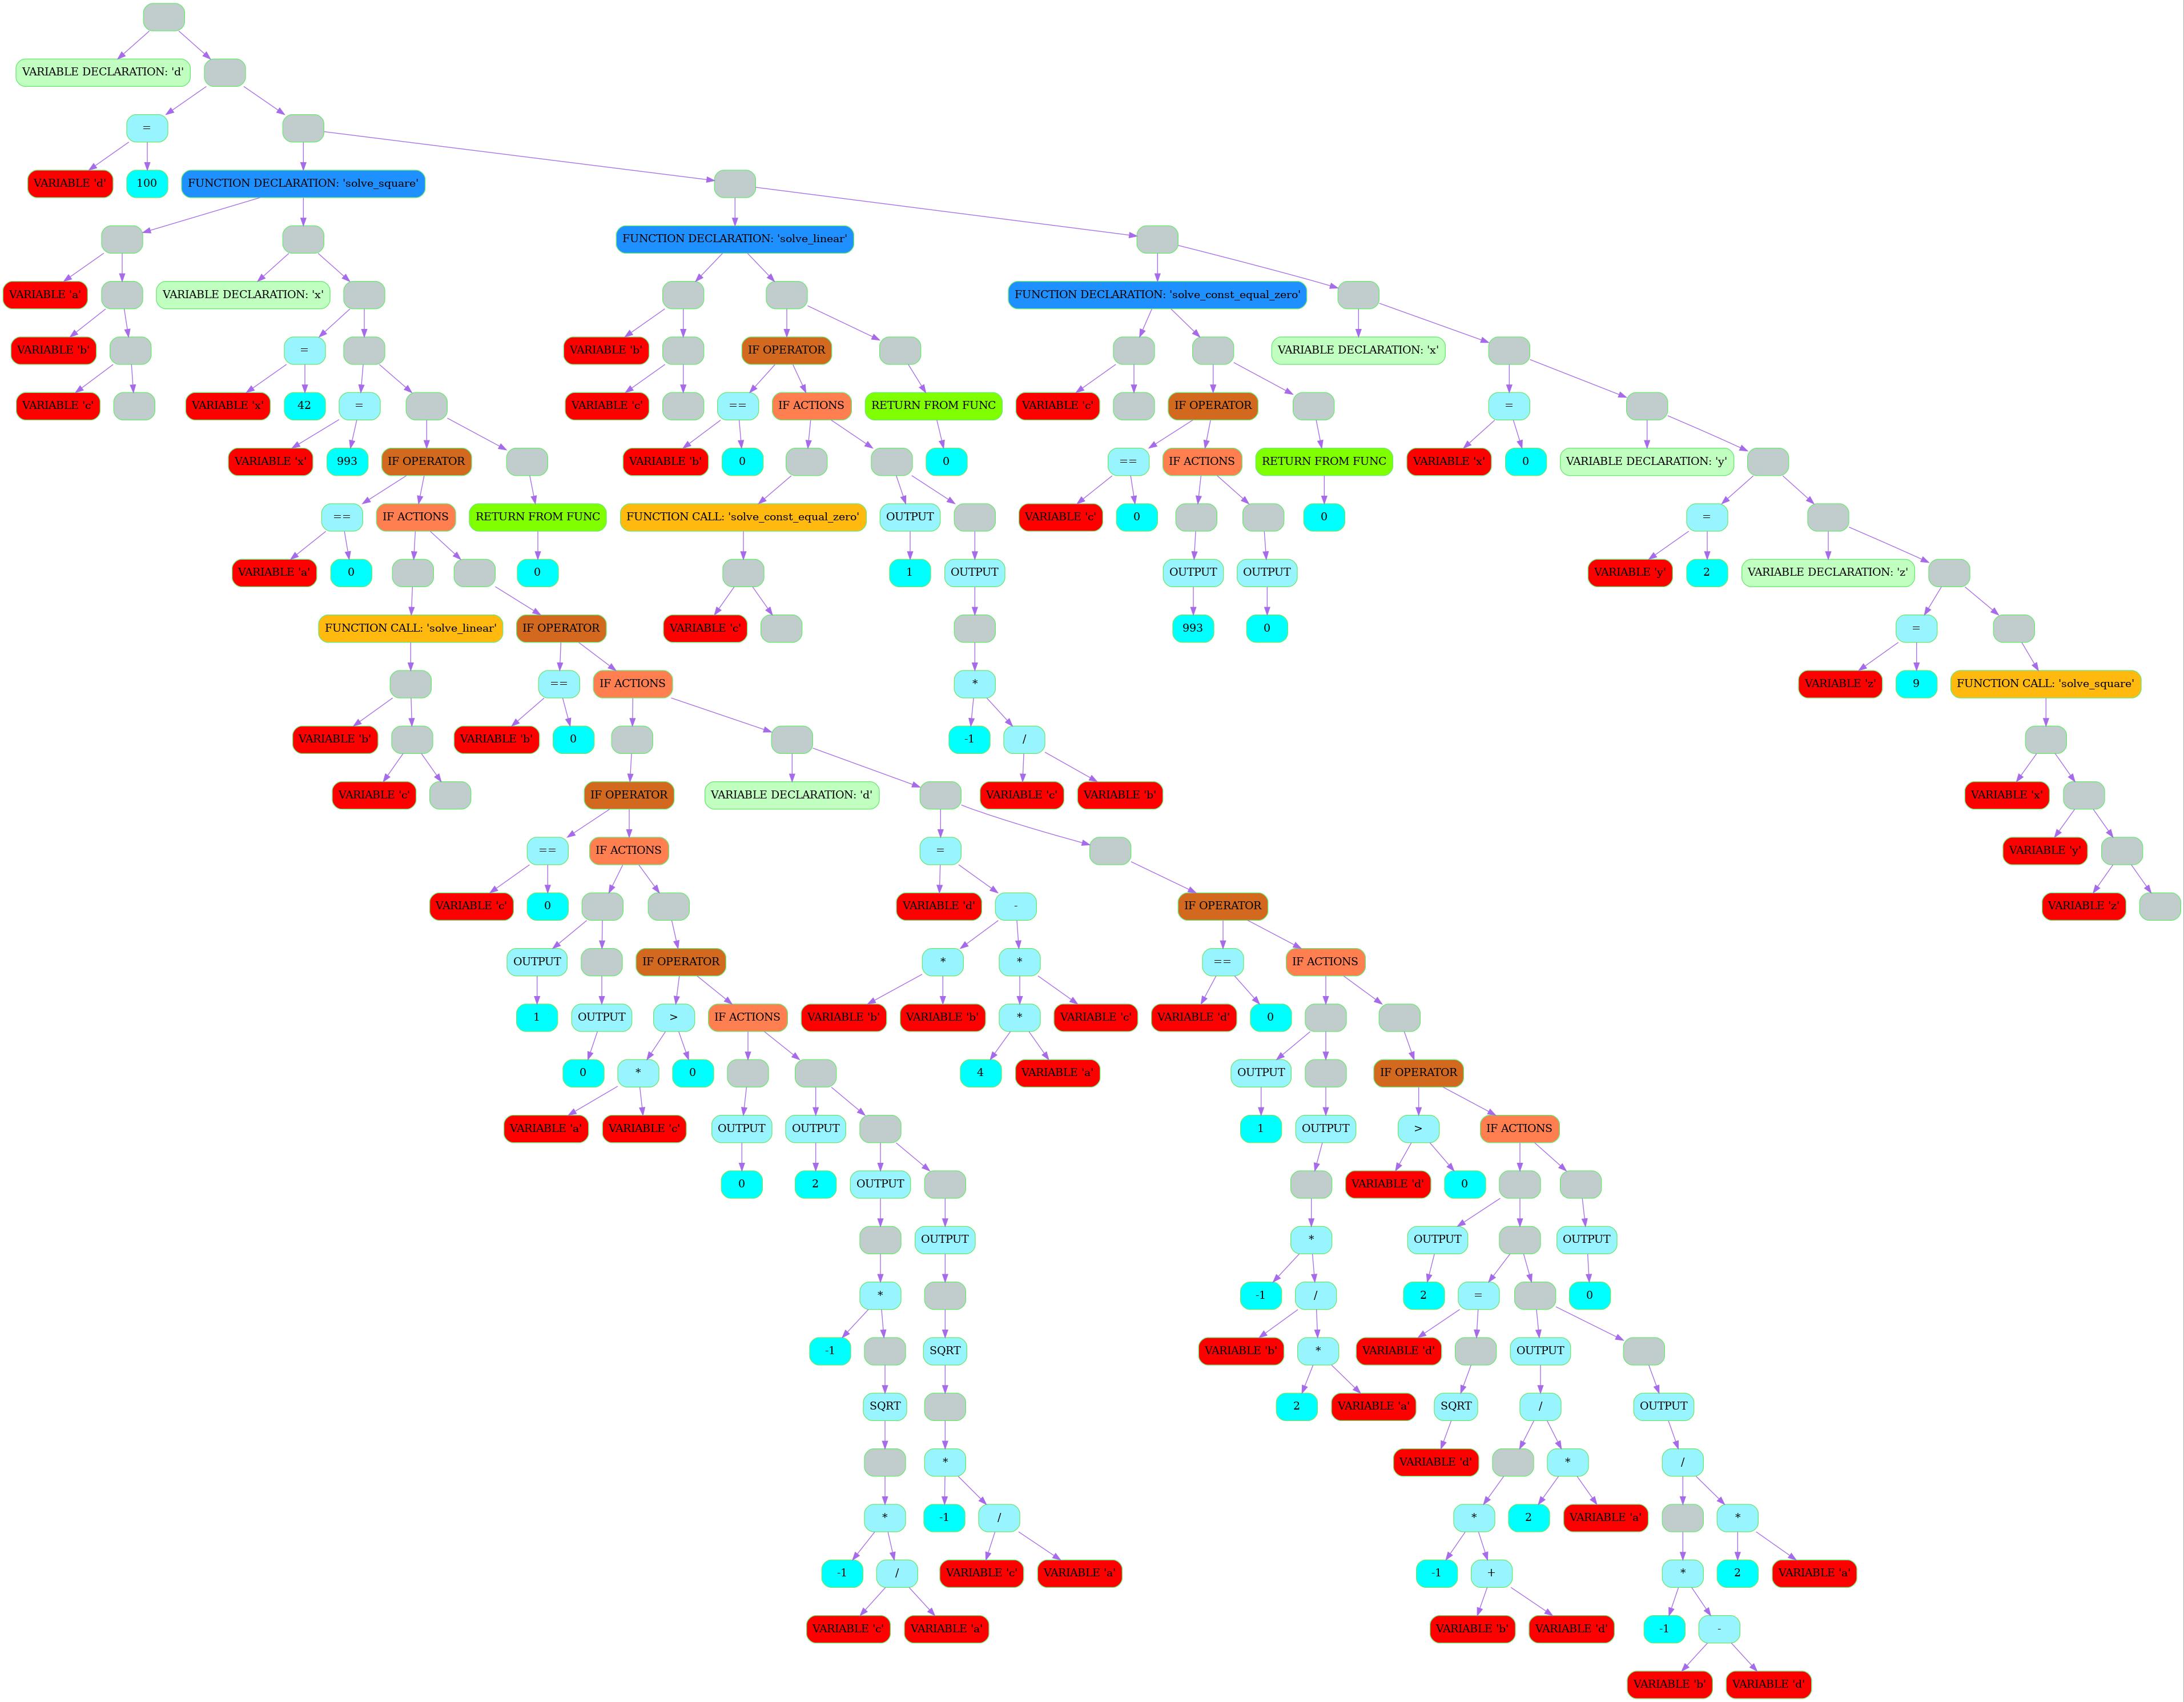 VARIABLE DECLARATION: 'd'
=
VARIABLE 'd' 100 FUNCTION DECLARATION: 'solve_square'
FUNCTION DECLARATION: 'solve_linear'
VARIABLE 'a' VARIABLE DECLARATION: 'x' FUNCTION DECLARATION: 'solve_const_equal_zero'
VARIABLE 'b' = VARIABLE 'b' IF OPERATOR VARIABLE DECLARATION: 'x'
VARIABLE 'c' VARIABLE 'x' 42 = VARIABLE 'c' == IF ACTIONS RETURN FROM FUNC VARIABLE 'c' IF OPERATOR =
VARIABLE 'x' 993 IF OPERATOR VARIABLE 'b' 0 0 == IF ACTIONS RETURN FROM FUNC VARIABLE 'x' 0 VARIABLE DECLARATION: 'y'
== IF ACTIONS RETURN FROM FUNC FUNCTION CALL: 'solve_const_equal_zero' OUTPUT VARIABLE 'c' 0 0 =
VARIABLE 'a' 0 0 1 OUTPUT OUTPUT OUTPUT VARIABLE 'y' 2 VARIABLE DECLARATION: 'z'
FUNCTION CALL: 'solve_linear' IF OPERATOR VARIABLE 'c' 993 0 =
== IF ACTIONS * VARIABLE 'z' 9 FUNCTION CALL: 'solve_square'
VARIABLE 'b' VARIABLE 'b' 0 -1 /
VARIABLE 'c' IF OPERATOR VARIABLE DECLARATION: 'd' VARIABLE 'c' VARIABLE 'b' VARIABLE 'x'
== IF ACTIONS = VARIABLE 'y'
VARIABLE 'c' 0 VARIABLE 'd' - IF OPERATOR VARIABLE 'z'
OUTPUT IF OPERATOR * * == IF ACTIONS
1 OUTPUT > IF ACTIONS VARIABLE 'b' VARIABLE 'b' * VARIABLE 'c' VARIABLE 'd' 0
0 * 0 4 VARIABLE 'a' OUTPUT IF OPERATOR
VARIABLE 'a' VARIABLE 'c' OUTPUT OUTPUT 1 OUTPUT > IF ACTIONS
0 2 OUTPUT VARIABLE 'd' 0
OUTPUT * OUTPUT OUTPUT
* -1 / 2 = 0
-1 SQRT VARIABLE 'b' * VARIABLE 'd' OUTPUT
SQRT 2 VARIABLE 'a' SQRT / OUTPUT
* VARIABLE 'd' * /
* -1 / * 2 VARIABLE 'a' *
-1 / VARIABLE 'c' VARIABLE 'a' -1 + * 2 VARIABLE 'a'
VARIABLE 'c' VARIABLE 'a' VARIABLE 'b' VARIABLE 'd' -1 -
VARIABLE 'b' VARIABLE 'd'